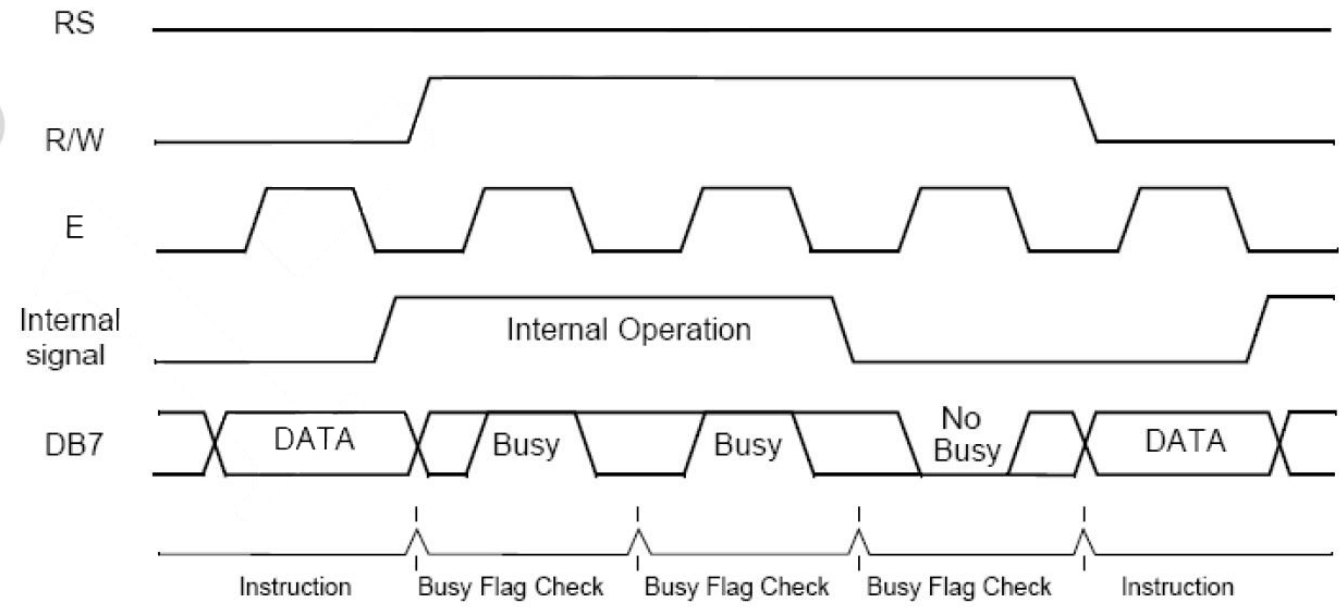 RS
R/W
E
Internal
signal
Internal Operation
DB7
DATA
Busy
Busy
No
Busy
DATA
Instruction
Busy Flag Check
Busy Flag Check
Busy Flag Check
Instruction